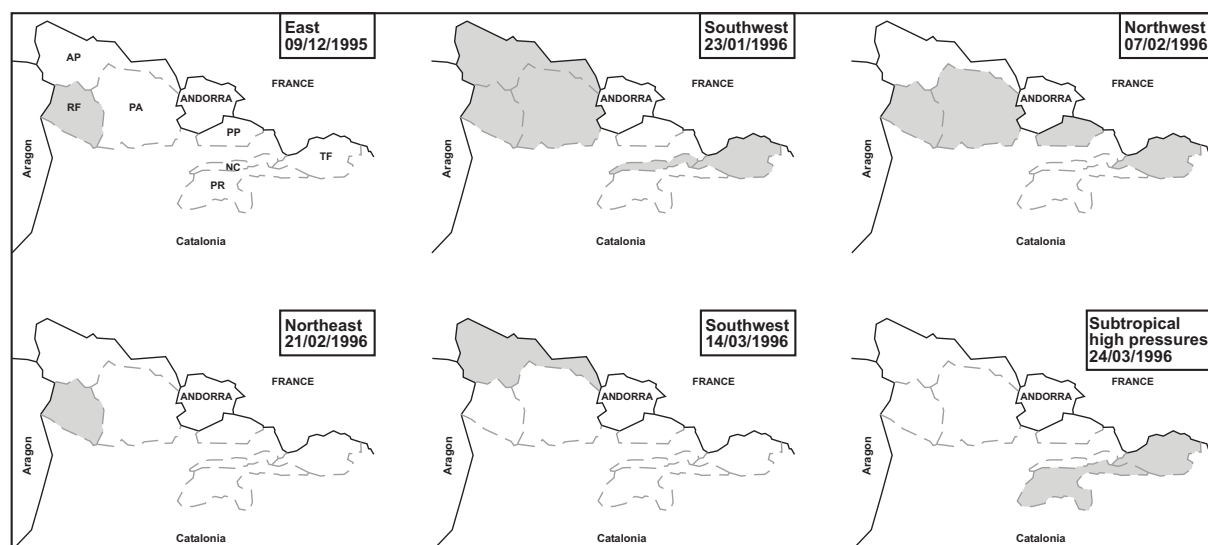 East
09/12/1995
AP
FRANCE
RF
PA
ANDORRA
PP
TF
NC
PR
Aragon
Catalonia
Southwest
23/01/1996
FRANCE
ANDORRA
Aragon
Catalonia
Northwest
07/02/1996
FRANCE
ANDORRA
Aragon
Catalonia
Northeast
21/02/1996
FRANCE
ANDORRA
Aragon
Catalonia
Southwest
14/03/1996
FRANCE
ANDORRA
Aragon
Catalonia
Subtropical
high pressures
24/03/1996
FRANCE
ANDORRA
Aragon
Catalonia